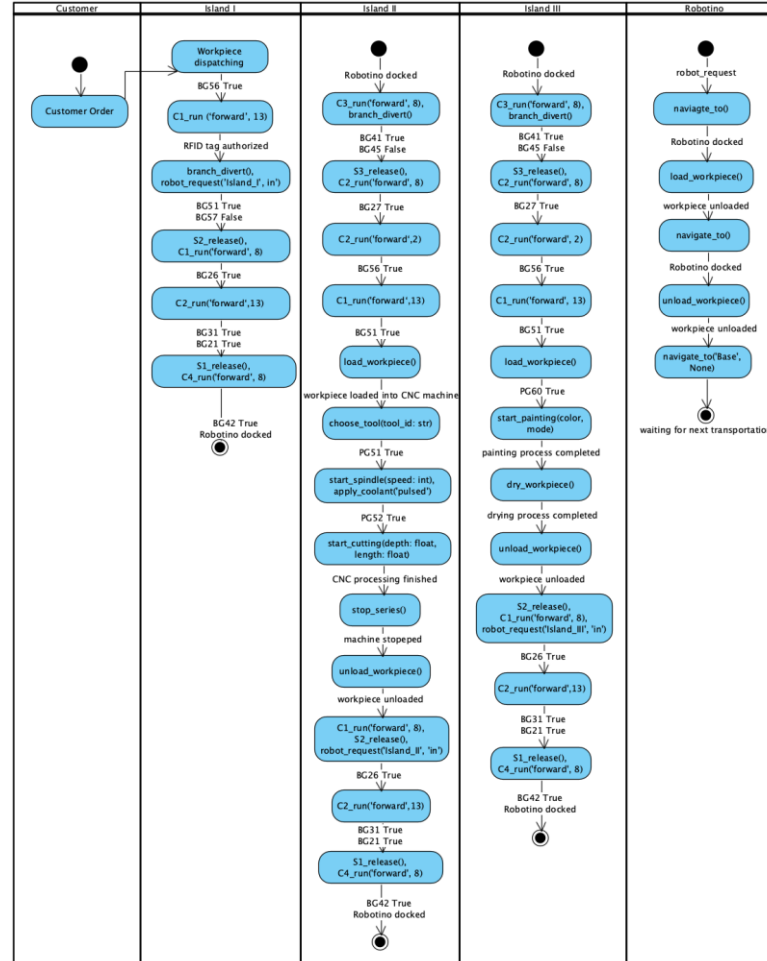 Customer
Island I
Island II
Island III
Robotino
Customer Order
Workpiece
dispatching
BG56 True
C1_run ('forward', 13)
RFID tag authorized
branch_divert(),
robot_request('Island_I', in')
BG51 True
BG57 False
S2_release(),
C1_run('forward', 8)
BG26 True
C2_run('forward',13)
BG31 True
BG21 True
S1_release(),
C4_run('forward', 8)
BG42 True
Robotino docked
Robotino docked
C3_run('forward', 8),
branch_divert()
BG41 True
BG45 False
S3_release(),
C2_run('forward', 8)
BG27 True
C2_run('forward',2)
BG56 True
C1_run('forward',13)
BG51 True
load_workpiece()
workpiece loaded into CNC machine
choose_tool(tool_id: str)
PG51 True
start_spindle(speed: int),
apply_coolant('pulsed')
PG52 True
start_cutting(depth: float,
length: float)
CNC processing finished
stop_series()
machine stopeped
unload_workpiece()
workpiece unloaded
C1_run('forward', 8),
S2_release(),
robot_request('Island_II', 'in')
BG26 True
C2_run('forward',13)
BG31 True
BG21 True
S1_release(),
C4_run('forward', 8)
BG42 True
Robotino docked
Robotino docked
C3_run('forward', 8),
branch_divert()
BG41 True
BG45 False
S3_release(),
C2_run('forward', 8)
BG27 True
C2_run('forward', 2)
BG56 True
C1_run('forward', 13)
BG51 True
load_workpiece()
PG60 True
start_painting(color,
mode)
painting process completed
dry_workpiece()
drying process completed
unload_workpiece()
workpiece unloaded
S2_release(),
C1_run('forward', 8),
robot_request('Island_III', 'in')
BG26 True
C2_run('forward',13)
BG31 True
BG21 True
S1_release(),
C4_run('forward', 8)
BG42 True
Robotino docked
robot_request
naviagte_to()
Robotino docked
load_workpiece()
workpiece unloaded
navigate_to()
Robotino docked
unload_workpiece()
workpiece unloaded
navigate_to('Base',
None)
waiting for next transportation